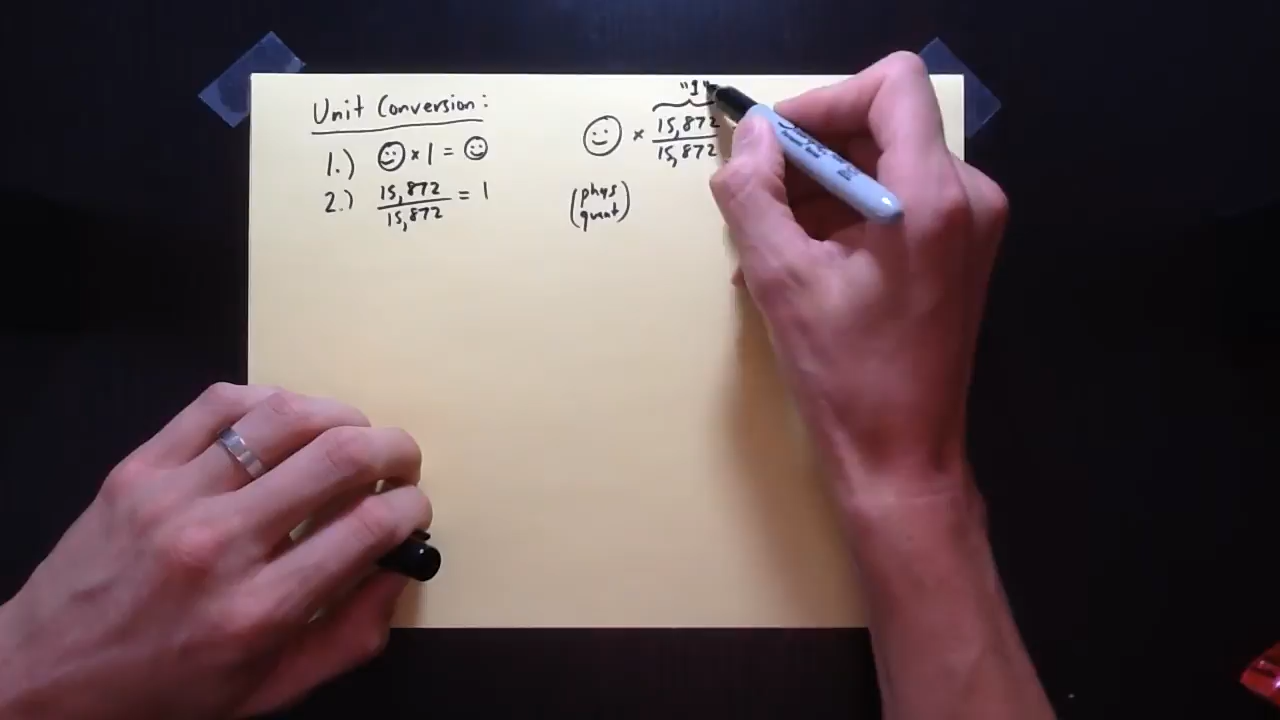 Unit Conversion:
1.) ☺ × 1 = ☺
2.) 15,872 / 15,872 = 1
"1"
☺ × 15,872 / 15,872
(phys quant)